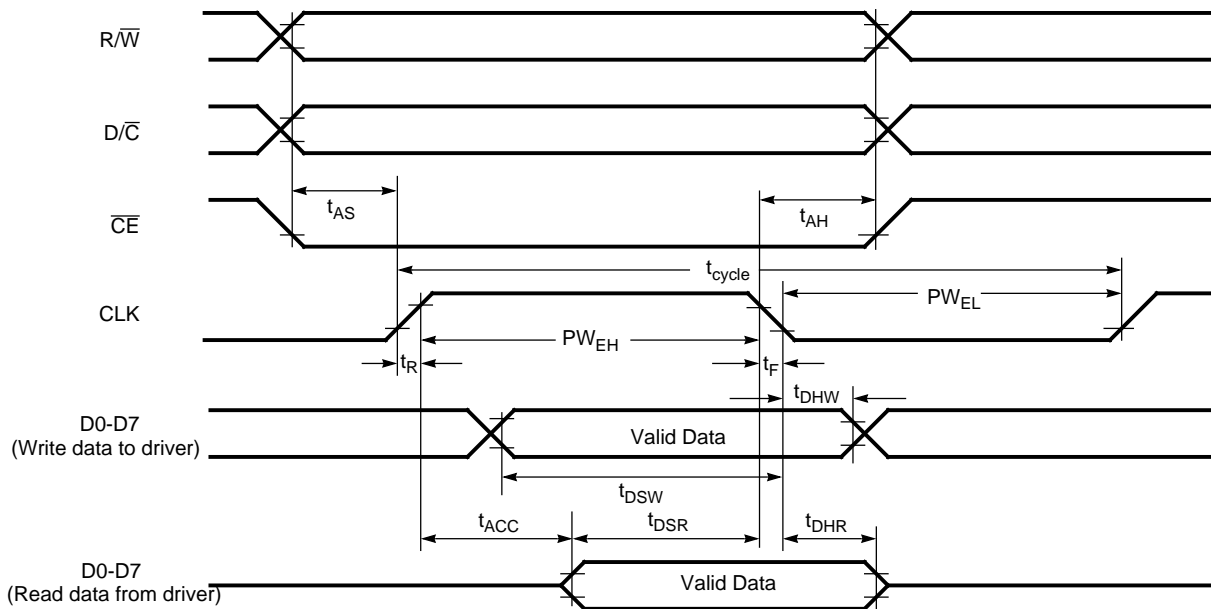 R/W̅
D/C̅
C̅E̅
tAS
tAH
tcycle
CLK
PWEL
PWEH
tR
tF
tDHW
D0-D7
(Write data to driver)
Valid Data
tDSW
tACC
tDSR
tDHR
D0-D7
(Read data from driver)
Valid Data